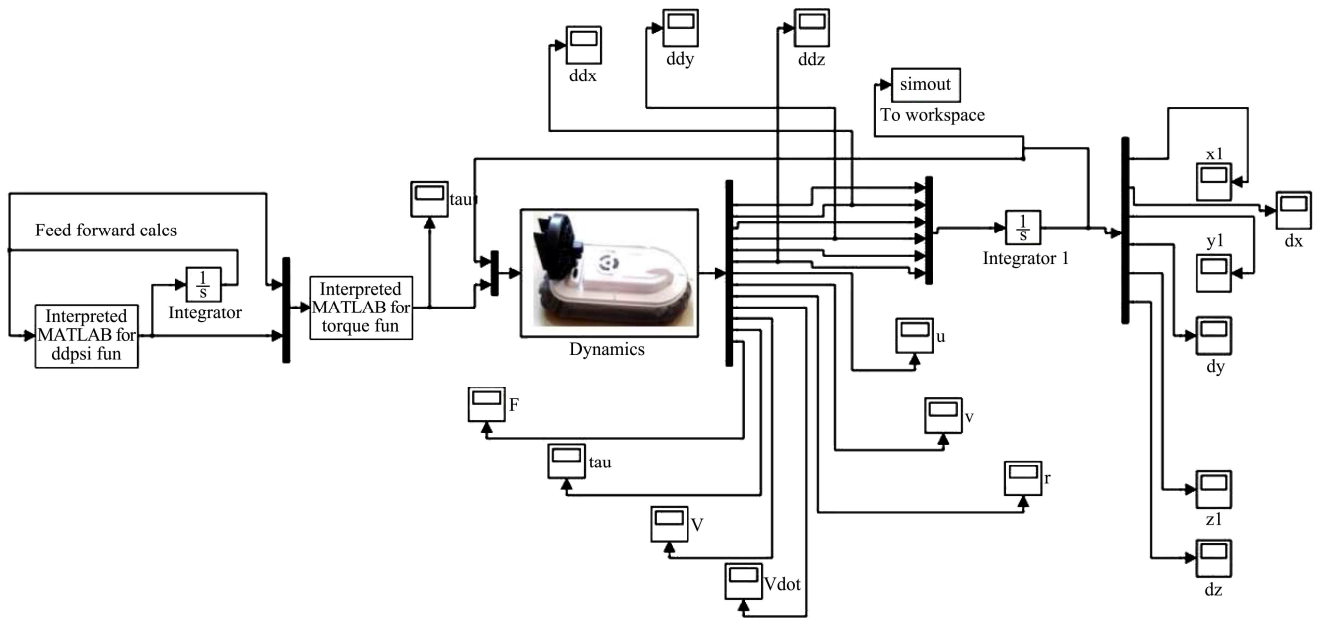 ddx
ddy
ddz
simout
To workspace
x1
dx
y1
dy
z1
dz
tau
Feed forward calcs
1
s
Integrator
Interpreted
MATLAB for
ddpsi fun
Interpreted
MATLAB for
torque fun
Dynamics
1
s
Integrator 1
u
v
r
F
tau
V
Vdot